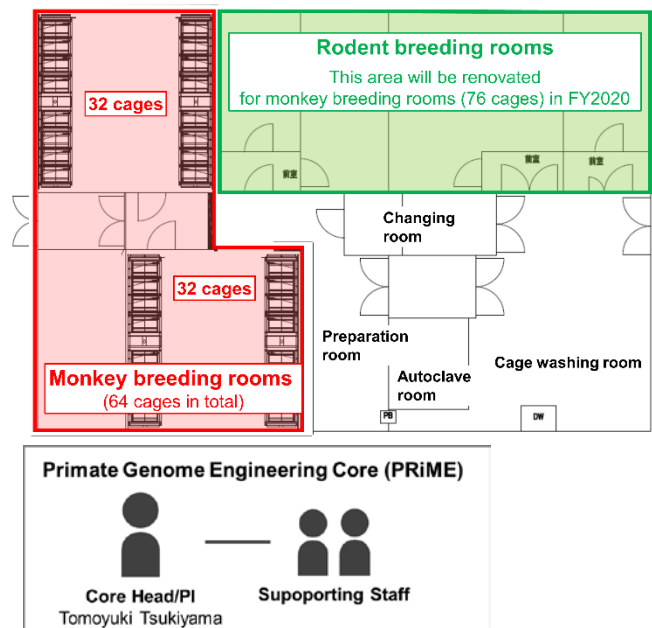 Rodent breeding rooms
This area will be renovated
for monkey breeding rooms (76 cages) in FY2020
32 cages
前室
前室
前室
Changing
room
32 cages
Preparation
room
Cage washing room
Autoclave
room
Monkey breeding rooms
(64 cages in total)
PB
DW
Primate Genome Engineering Core (PRiME)
Core Head/PI
Tomoyuki Tsukiyama
Supoporting Staff